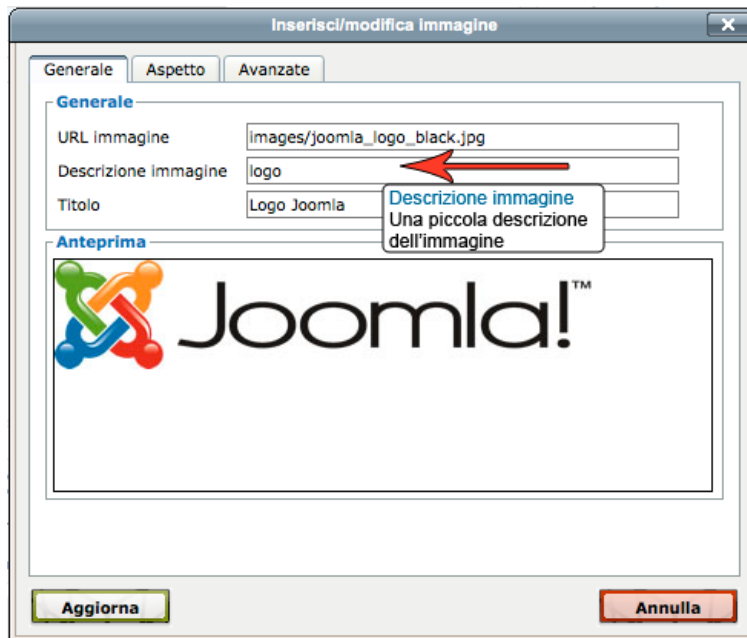 Inserisci/modifica immagine
Generale Aspetto Avanzate
Generale
URL immagine images/joomla_logo_black.jpg
Descrizione immagine logo
Titolo Logo Joomla
Descrizione immagine
Una piccola descrizione
dell'immagine
Anteprima
Joomla!™
Aggiorna Annulla